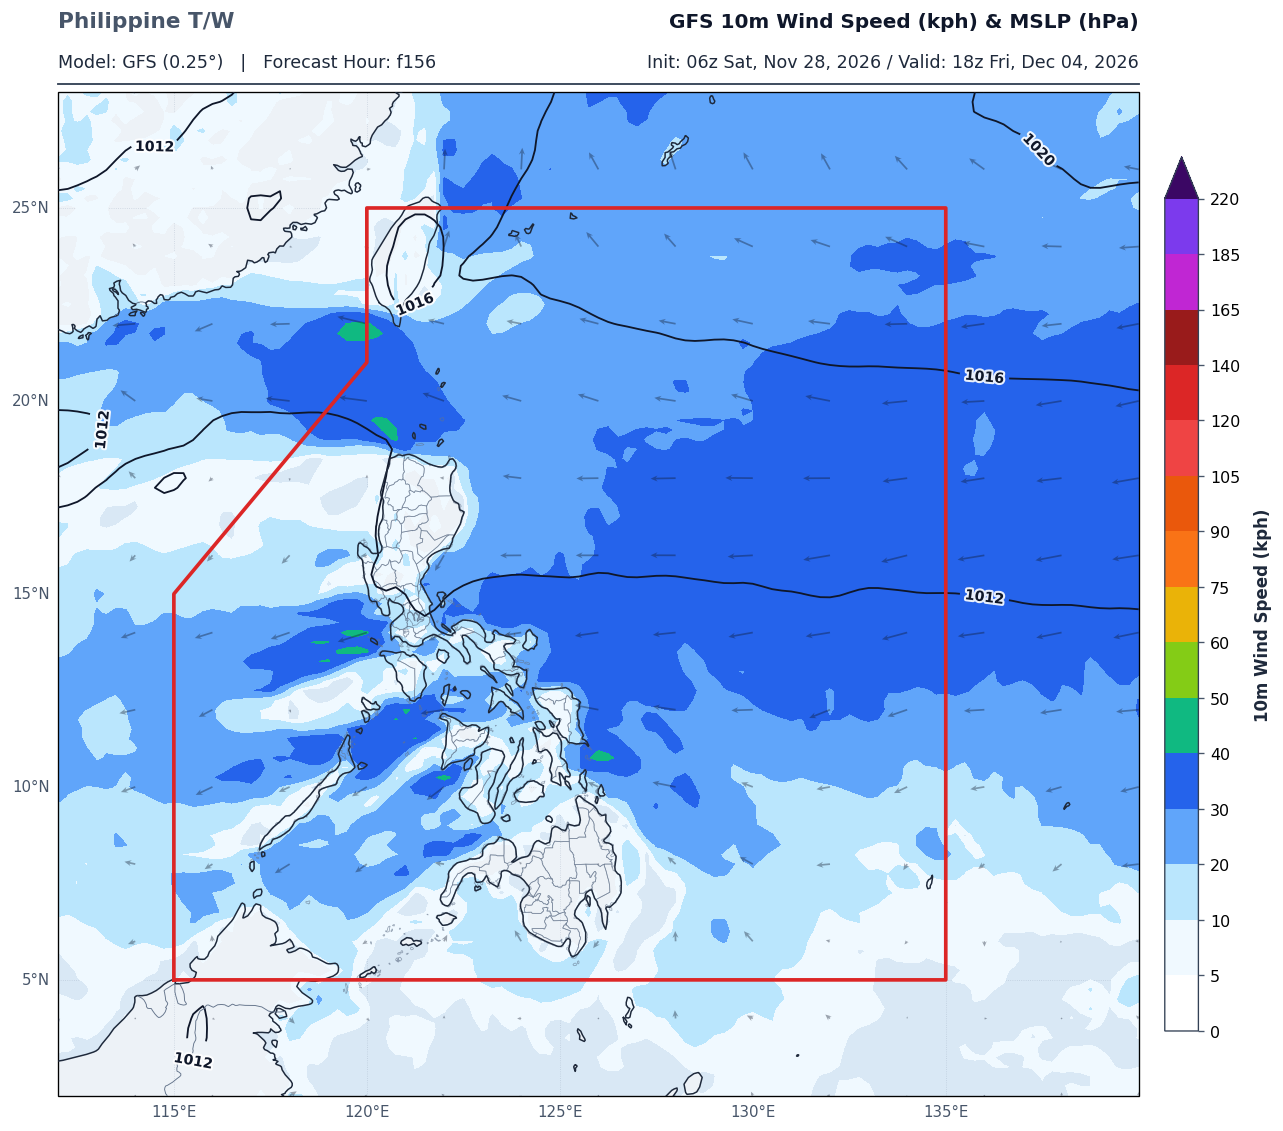 Philippine T/W
GFS 10m Wind Speed (kph) & MSLP (hPa)
Model: GFS (0.25°) | Forecast Hour: f156
Init: 06z Sat, Nov 28, 2026 / Valid: 18z Fri, Dec 04, 2026
1012
1020
1016
1016
1012
1012
1012
25°N
20°N
15°N
10°N
5°N
115°E
120°E
125°E
130°E
135°E
220
185
165
140
120
105
90
75
60
50
40
30
20
10
5
0
10m Wind Speed (kph)